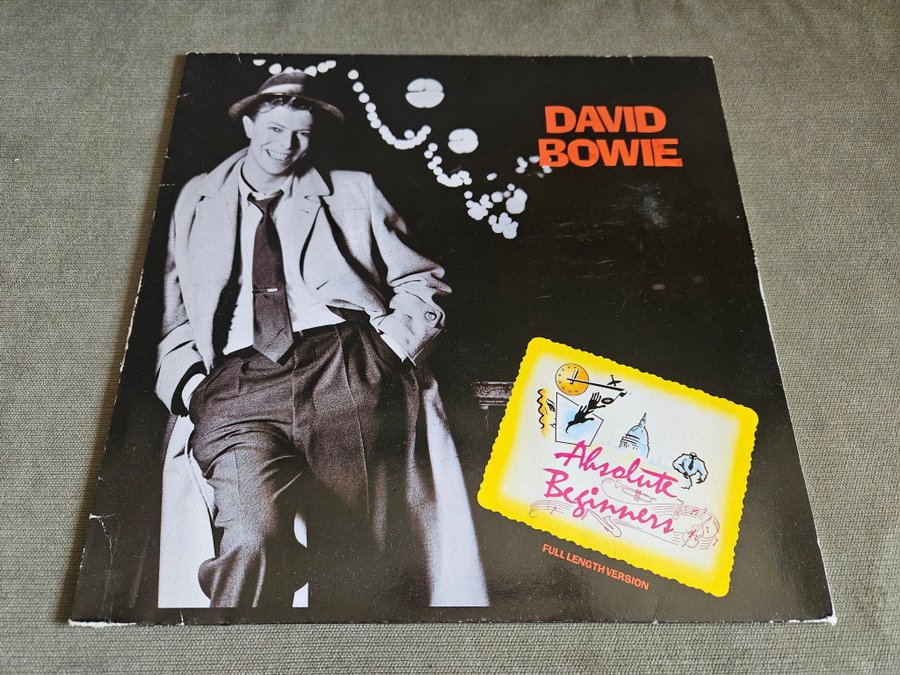 DAVID
BOWIE
Absolute
Beginners
FULL LENGTH VERSION